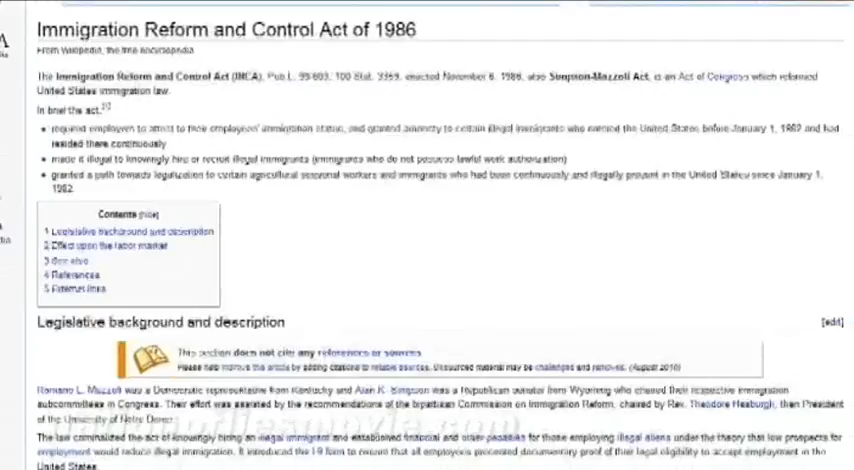 Immigration Reform and Control Act of 1986
From Wikipedia, the free encyclopedia
The Immigration Reform and Control Act (IRCA), Pub.L. 99-603, 100 Stat. 3359, enacted November 6, 1986, also Simpson-Mazzoli Act, is an Act of Congress which reformed
United States immigration law.
In brief the act:[1]
required employers to attest to their employees' immigration status, and granted amnesty to certain illegal immigrants who entered the United States before January 1, 1982 and had
resided there continuously
made it illegal to knowingly hire or recruit illegal immigrants (immigrants who do not possess lawful work authorization)
granted a path towards legalization to certain agricultural seasonal workers and immigrants who had been continuously and illegally present in the United States since January 1,
1982.
Contents [hide]
1 Legislative background and description
2 Effect upon the labor market
3 See also
4 References
5 External links
Legislative background and description
[edit]
This section does not cite any references or sources
Please help improve this article by adding citations to reliable sources. Unsourced material may be challenged and removed. (August 2010)
Romano L. Mazzoli was a Democratic representative from Kentucky and Alan K. Simpson was a Republican senator from Wyoming who chaired their respective immigration
subcommittees in Congress. Their effort was assisted by the recommendations of the bipartisan Commission on Immigration Reform, chaired by Rev. Theodore Hesburgh, then President
of the University of Notre Dame.
The law criminalized the act of knowingly hiring an illegal immigrant and established financial and other penalties for those employing illegal aliens under the theory that low prospects for
employment would reduce illegal immigration. It introduced the I-9 form to ensure that all employees presented documentary proof of their legal eligibility to accept employment in the
United States.